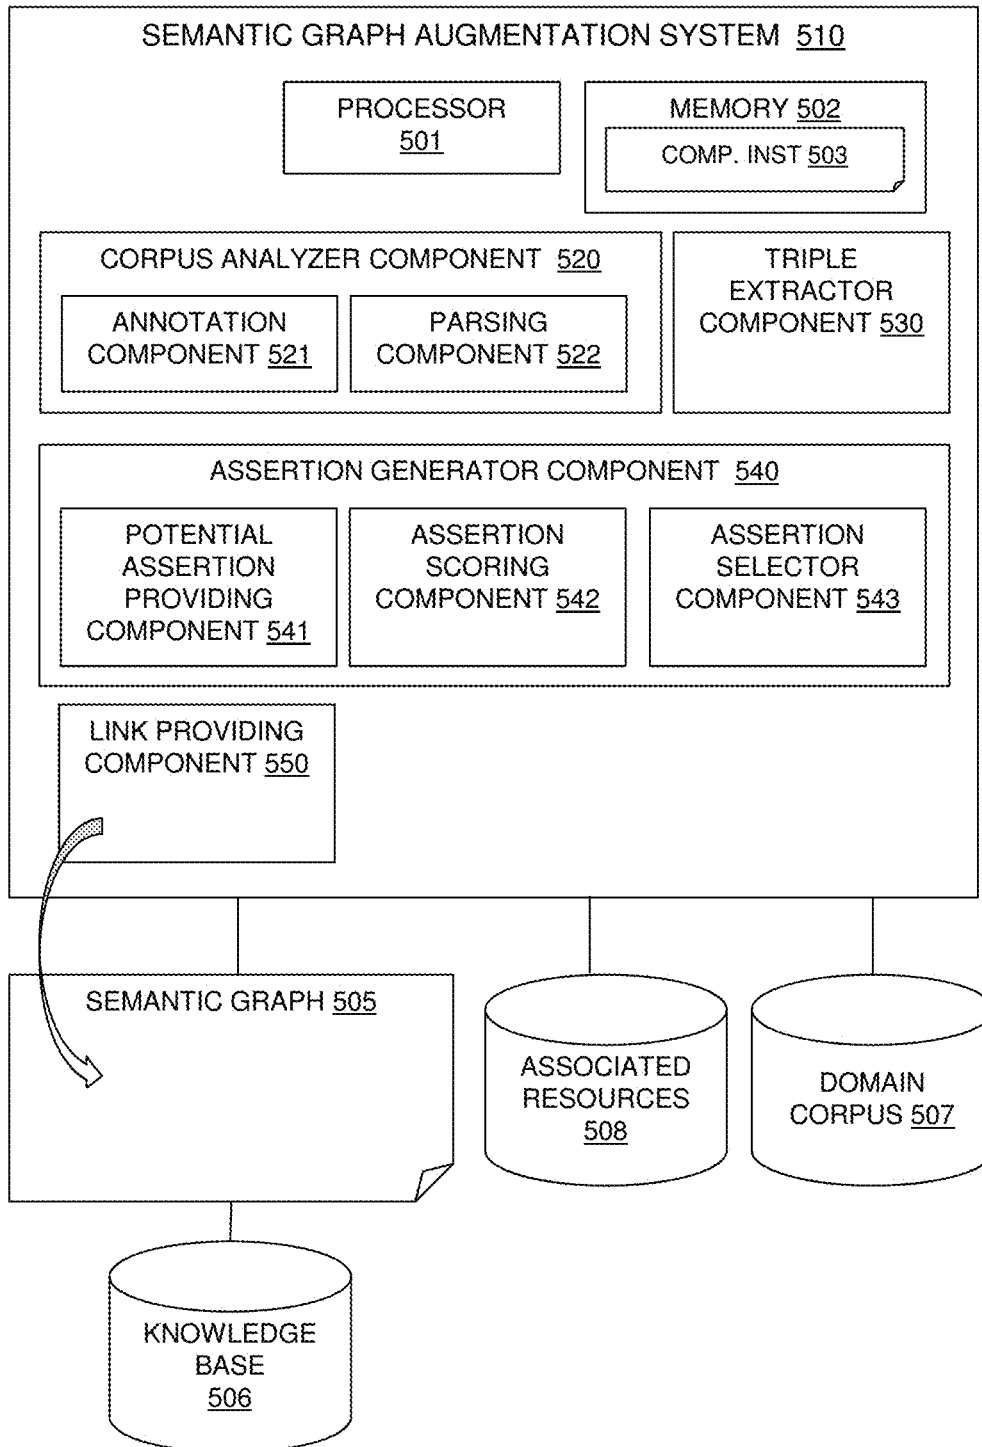 SEMANTIC GRAPH AUGMENTATION SYSTEM 510
PROCESSOR
501
MEMORY 502
COMP. INST 503
CORPUS ANALYZER COMPONENT 520
ANNOTATION
COMPONENT 521
PARSING
COMPONENT 522
TRIPLE
EXTRACTOR
COMPONENT 530
ASSERTION GENERATOR COMPONENT 540
POTENTIAL
ASSERTION
PROVIDING
COMPONENT 541
ASSERTION
SCORING
COMPONENT 542
ASSERTION
SELECTOR
COMPONENT 543
LINK PROVIDING
COMPONENT 550
SEMANTIC GRAPH 505
ASSOCIATED
RESOURCES
508
DOMAIN
CORPUS 507
KNOWLEDGE
BASE
506